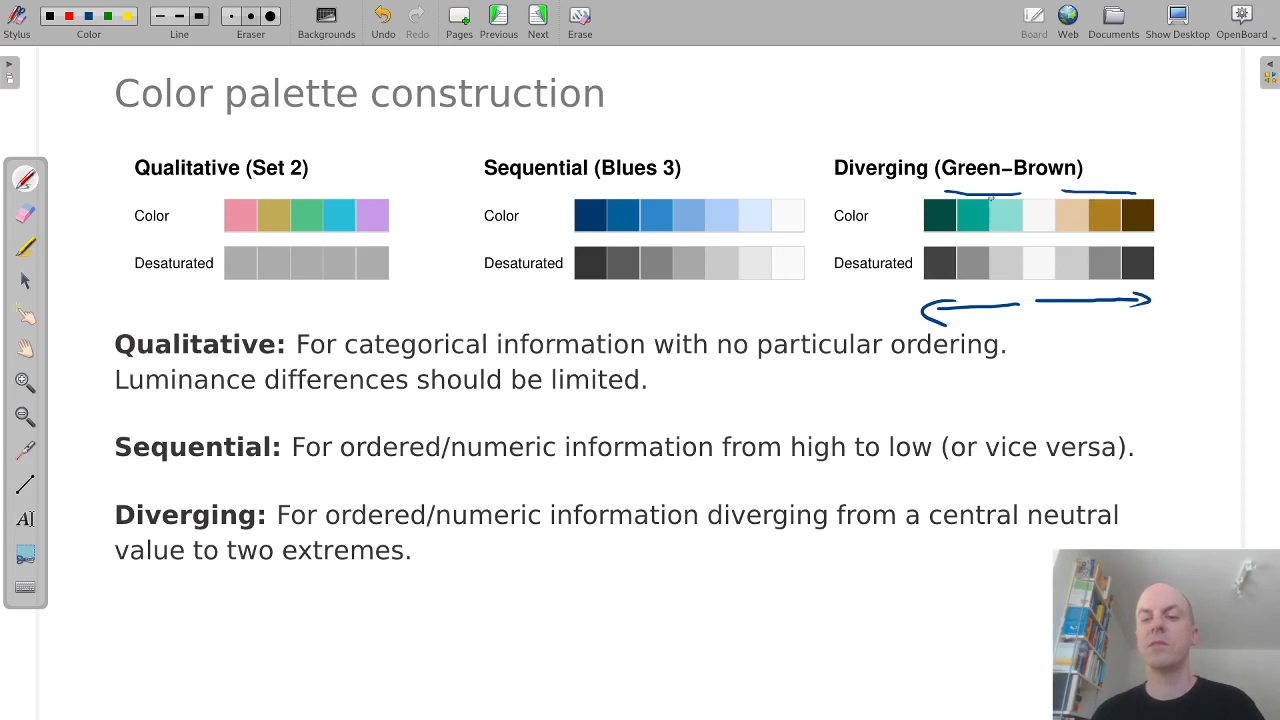 Stylus
Color
Line
Eraser
Backgrounds
Undo
Redo
Pages
Previous
Next
Erase
Board
Web
Documents
Show Desktop
OpenBoard
Color palette construction
Qualitative (Set 2)
Sequential (Blues 3)
Diverging (Green–Brown)
Color
Color
Color
Desaturated
Desaturated
Desaturated
Qualitative: For categorical information with no particular ordering.
Luminance differences should be limited.
Sequential: For ordered/numeric information from high to low (or vice versa).
Diverging: For ordered/numeric information diverging from a central neutral
value to two extremes.